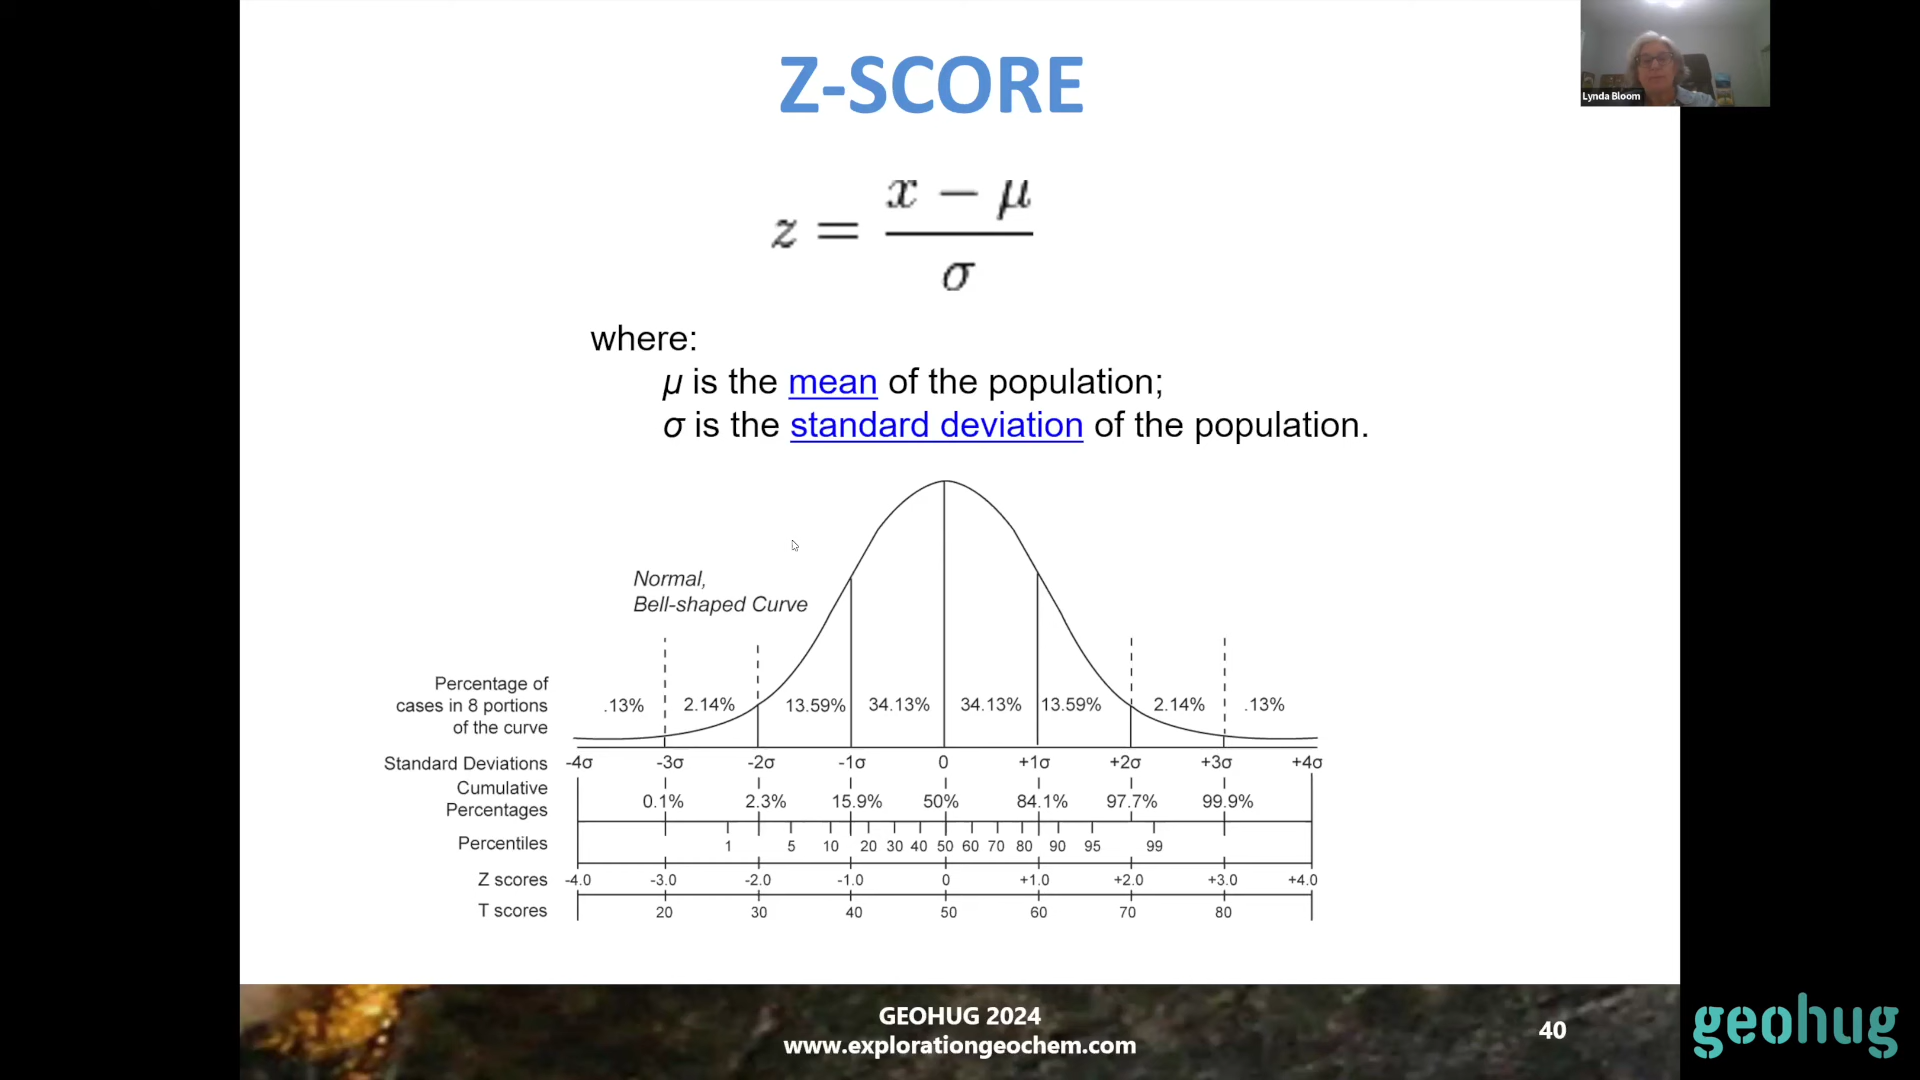 Z-SCORE
Lynda Bloom
z = x − μ / σ
where:
μ is the mean of the population;
σ is the standard deviation of the population.
Normal,
Bell-shaped Curve
Percentage of
cases in 8 portions
of the curve
.13% 2.14% 13.59% 34.13% 34.13% 13.59% 2.14% .13%
Standard Deviations -4σ -3σ -2σ -1σ 0 +1σ +2σ +3σ +4σ
Cumulative
Percentages
0.1% 2.3% 15.9% 50% 84.1% 97.7% 99.9%
Percentiles 1 5 10 20 30 40 50 60 70 80 90 95 99
Z scores -4.0 -3.0 -2.0 -1.0 0 +1.0 +2.0 +3.0 +4.0
T scores 20 30 40 50 60 70 80
GEOHUG 2024
www.explorationgeochem.com
40
geohug